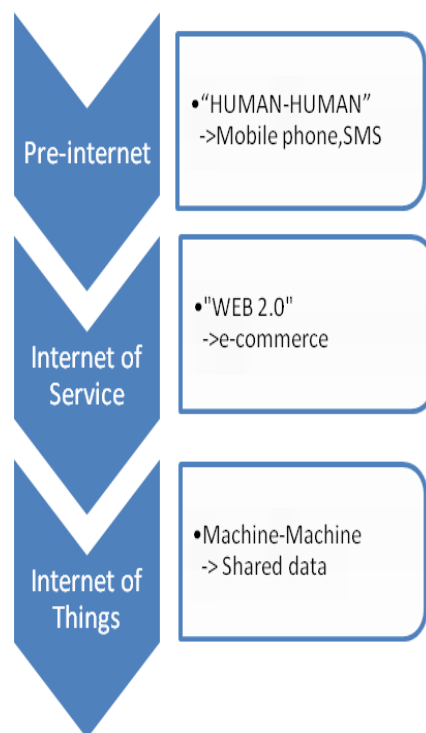 Pre-internet
•“HUMAN-HUMAN”
->Mobile phone,SMS
Internet of
Service
•"WEB 2.0"
->e-commerce
Internet of
Things
•Machine-Machine
-> Shared data